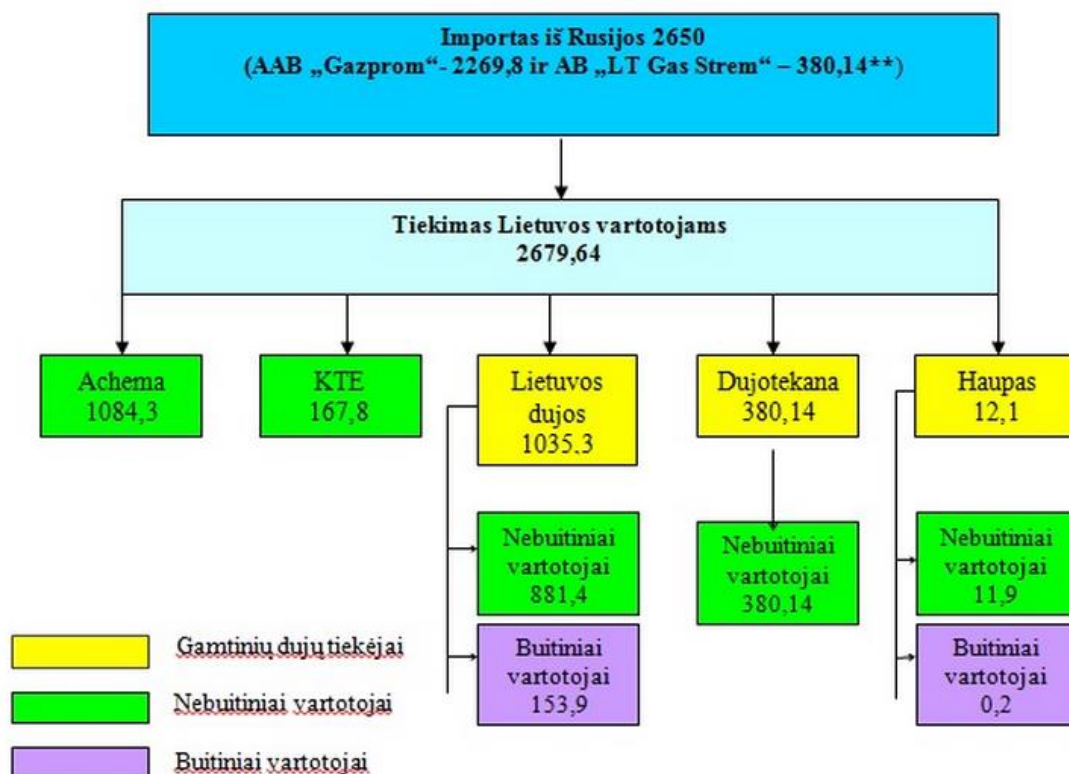 Importas iš Rusijos 2650
(AAB „Gazprom“- 2269,8 ir AB „LT Gas Strem“ – 380,14**)
Tiekimas Lietuvos vartotojams
2679,64
Achema
1084,3
KTE
167,8
Lietuvos
dujos
1035,3
Dujotekana
380,14
Haupas
12,1
Nebuitiniai
vartotojai
881,4
Nebuitiniai
vartotojai
380,14
Nebuitiniai
vartotojai
11,9
Buitiniai
vartotojai
153,9
Buitiniai
vartotojai
0,2
Gamtinių dujų tiekėjai
Nebuitiniai vartotojai
Buitiniai vartotojai